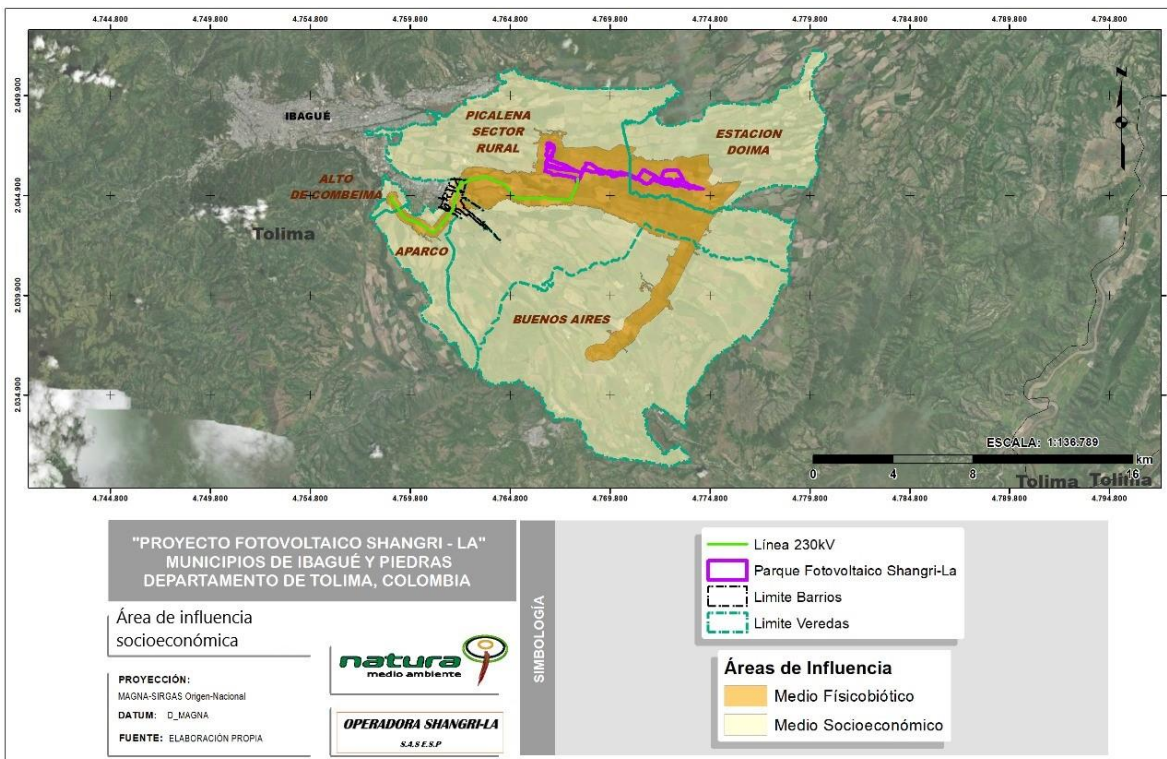 4.744.800 4.749.800 4.754.800 4.759.800 4.764.800 4.769.800 4.774.800 4.779.800 4.784.800 4.789.800 4.794.800
2.049.900
2.044.900
2.039.900
2.034.900
IBAGUÉ
PICALENA
SECTOR
RURAL
ESTACION
DOIMA
ALTO
DE COMBEIMA
Tolima
APARCO
BUENOS AIRES
ESCALA: 1:136.789
0 4 8 16 km
Tolima Tolima
4.744.800 4.749.800 4.754.800 4.759.800 4.764.800 4.769.800 4.774.800 4.779.800 4.784.800 4.789.800 4.794.800
"PROYECTO FOTOVOLTAICO SHANGRI - LA"
MUNICIPIOS DE IBAGUÉ Y PIEDRAS
DEPARTAMENTO DE TOLIMA, COLOMBIA
Área de influencia
socioeconómica
PROYECCIÓN:
MAGNA-SIRGAS Origen-Nacional
DATUM: D_MAGNA
FUENTE: ELABORACIÓN PROPIA
natura
medio ambiente
OPERADORA SHANGRI-LA
S.A.S E.S.P
SIMBOLOGÍA
Línea 230kV
Parque Fotovoltaico Shangri-La
Limite Barrios
Limite Veredas
Áreas de Influencia
Medio Físicobiótico
Medio Socioeconómico